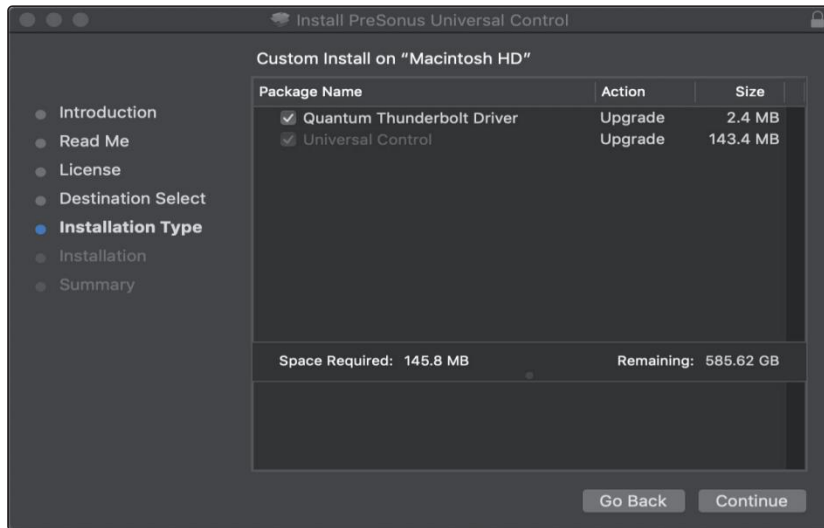 Install PreSonus Universal Control
Custom Install on “Macintosh HD”
Introduction
Read Me
License
Destination Select
Installation Type
Installation
Summary
Package Name Action Size
Quantum Thunderbolt Driver Upgrade 2.4 MB
Universal Control Upgrade 143.4 MB
Space Required: 145.8 MB Remaining: 585.62 GB
Go Back Continue